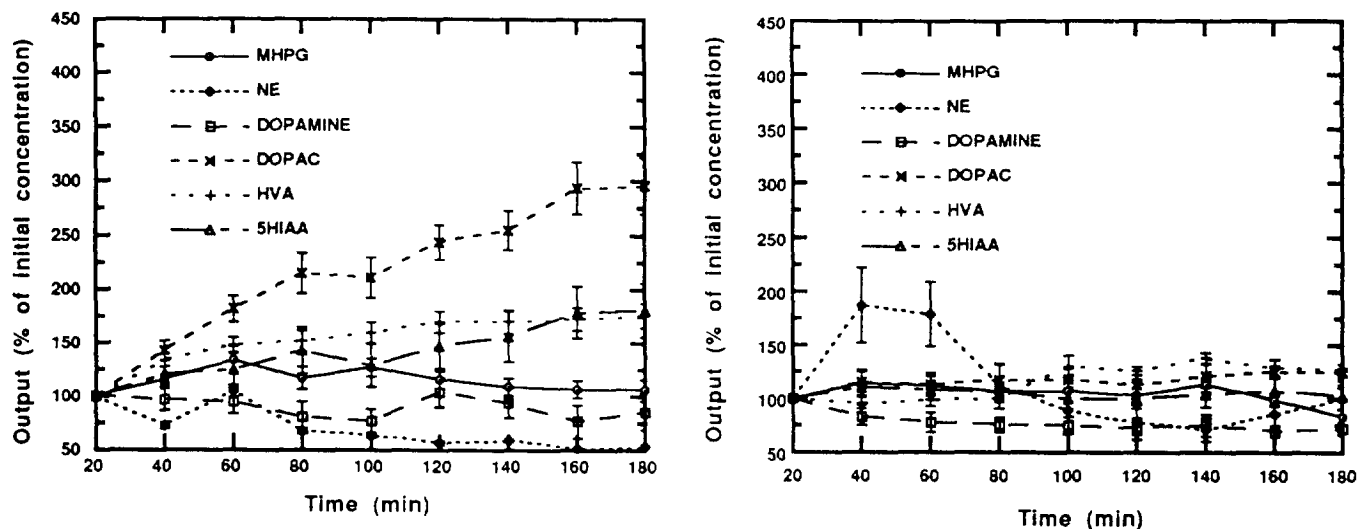 Output (% of initial concentration)
450
400
350
300
250
200
150
100
50
MHPG
NE
DOPAMINE
DOPAC
HVA
5HIAA
20 40 60 80 100 120 140 160 180
Time (min)
Output (% of initial concentration)
450
400
350
300
250
200
150
100
50
MHPG
NE
DOPAMINE
DOPAC
HVA
5HIAA
20 40 60 80 100 120 140 160 180
Time (min)